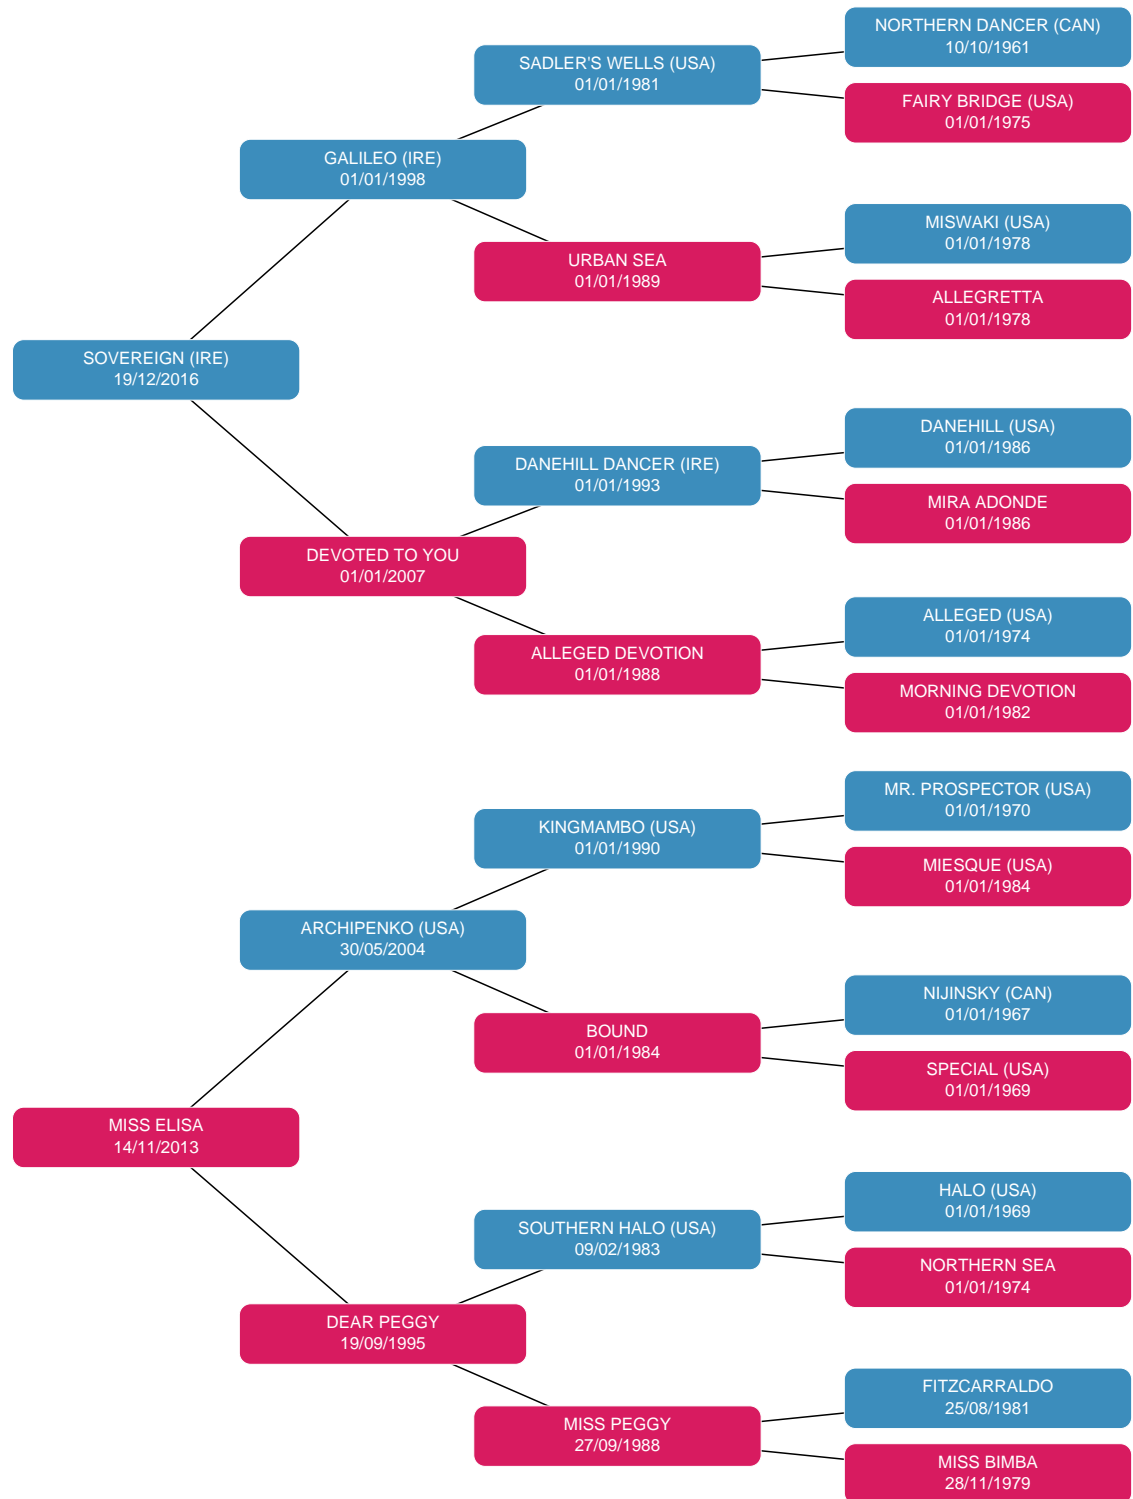 NORTHERN DANCER (CAN)
10/10/1961
SADLER'S WELLS (USA)
01/01/1981
FAIRY BRIDGE (USA)
01/01/1975
GALILEO (IRE)
01/01/1998
MISWAKI (USA)
01/01/1978
URBAN SEA
01/01/1989
ALLEGRETTA
01/01/1978
SOVEREIGN (IRE)
19/12/2016
DANEHILL (USA)
01/01/1986
DANEHILL DANCER (IRE)
01/01/1993
MIRA ADONDE
01/01/1986
DEVOTED TO YOU
01/01/2007
ALLEGED (USA)
01/01/1974
ALLEGED DEVOTION
01/01/1988
MORNING DEVOTION
01/01/1982
MR. PROSPECTOR (USA)
01/01/1970
KINGMAMBO (USA)
01/01/1990
MIESQUE (USA)
01/01/1984
ARCHIPENKO (USA)
30/05/2004
NIJINSKY (CAN)
01/01/1967
BOUND
01/01/1984
SPECIAL (USA)
01/01/1969
MISS ELISA
14/11/2013
HALO (USA)
01/01/1969
SOUTHERN HALO (USA)
09/02/1983
NORTHERN SEA
01/01/1974
DEAR PEGGY
19/09/1995
FITZCARRALDO
25/08/1981
MISS PEGGY
27/09/1988
MISS BIMBA
28/11/1979